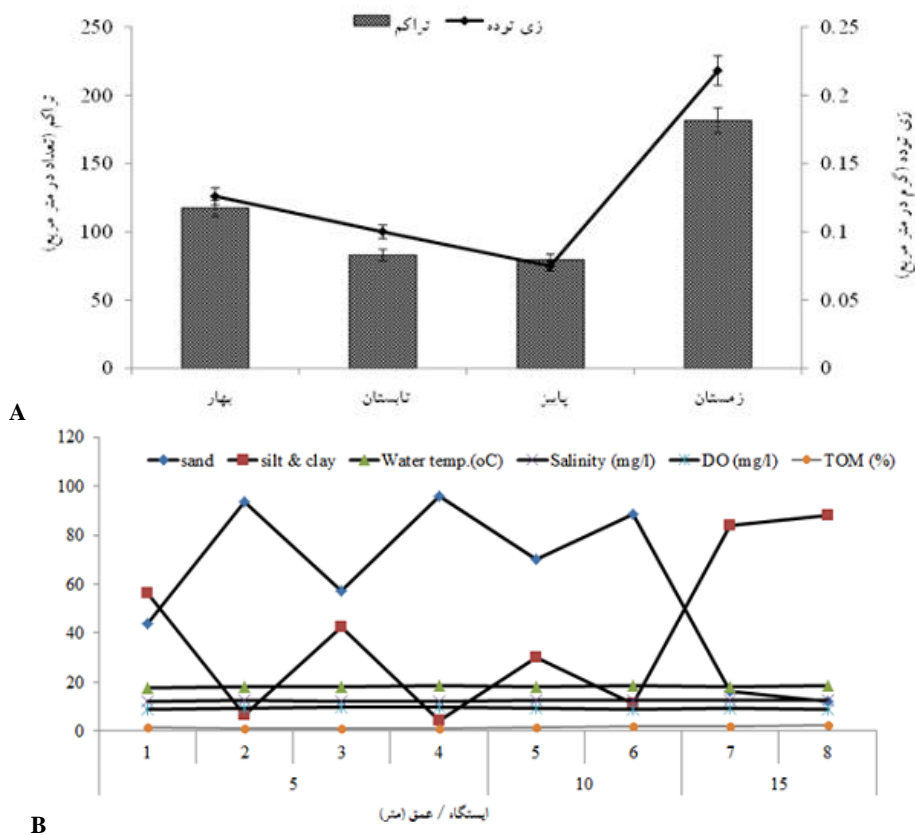 تراکم زی توده
250
200
150
100
50
0
تراکم (تعداد در متر مربع)
0.25
0.2
0.15
0.1
0.05
0
زی توده (گرم در متر مربع)
بهار تابستان پاییز زمستان
A
120
100
80
60
40
20
0
sand silt & clay Water temp.(oC) Salinity (mg/l) DO (mg/l) TOM (%)
1 2 3 4 5 6 7 8
5 10 15
ایستگاه / عمق (متر)
B